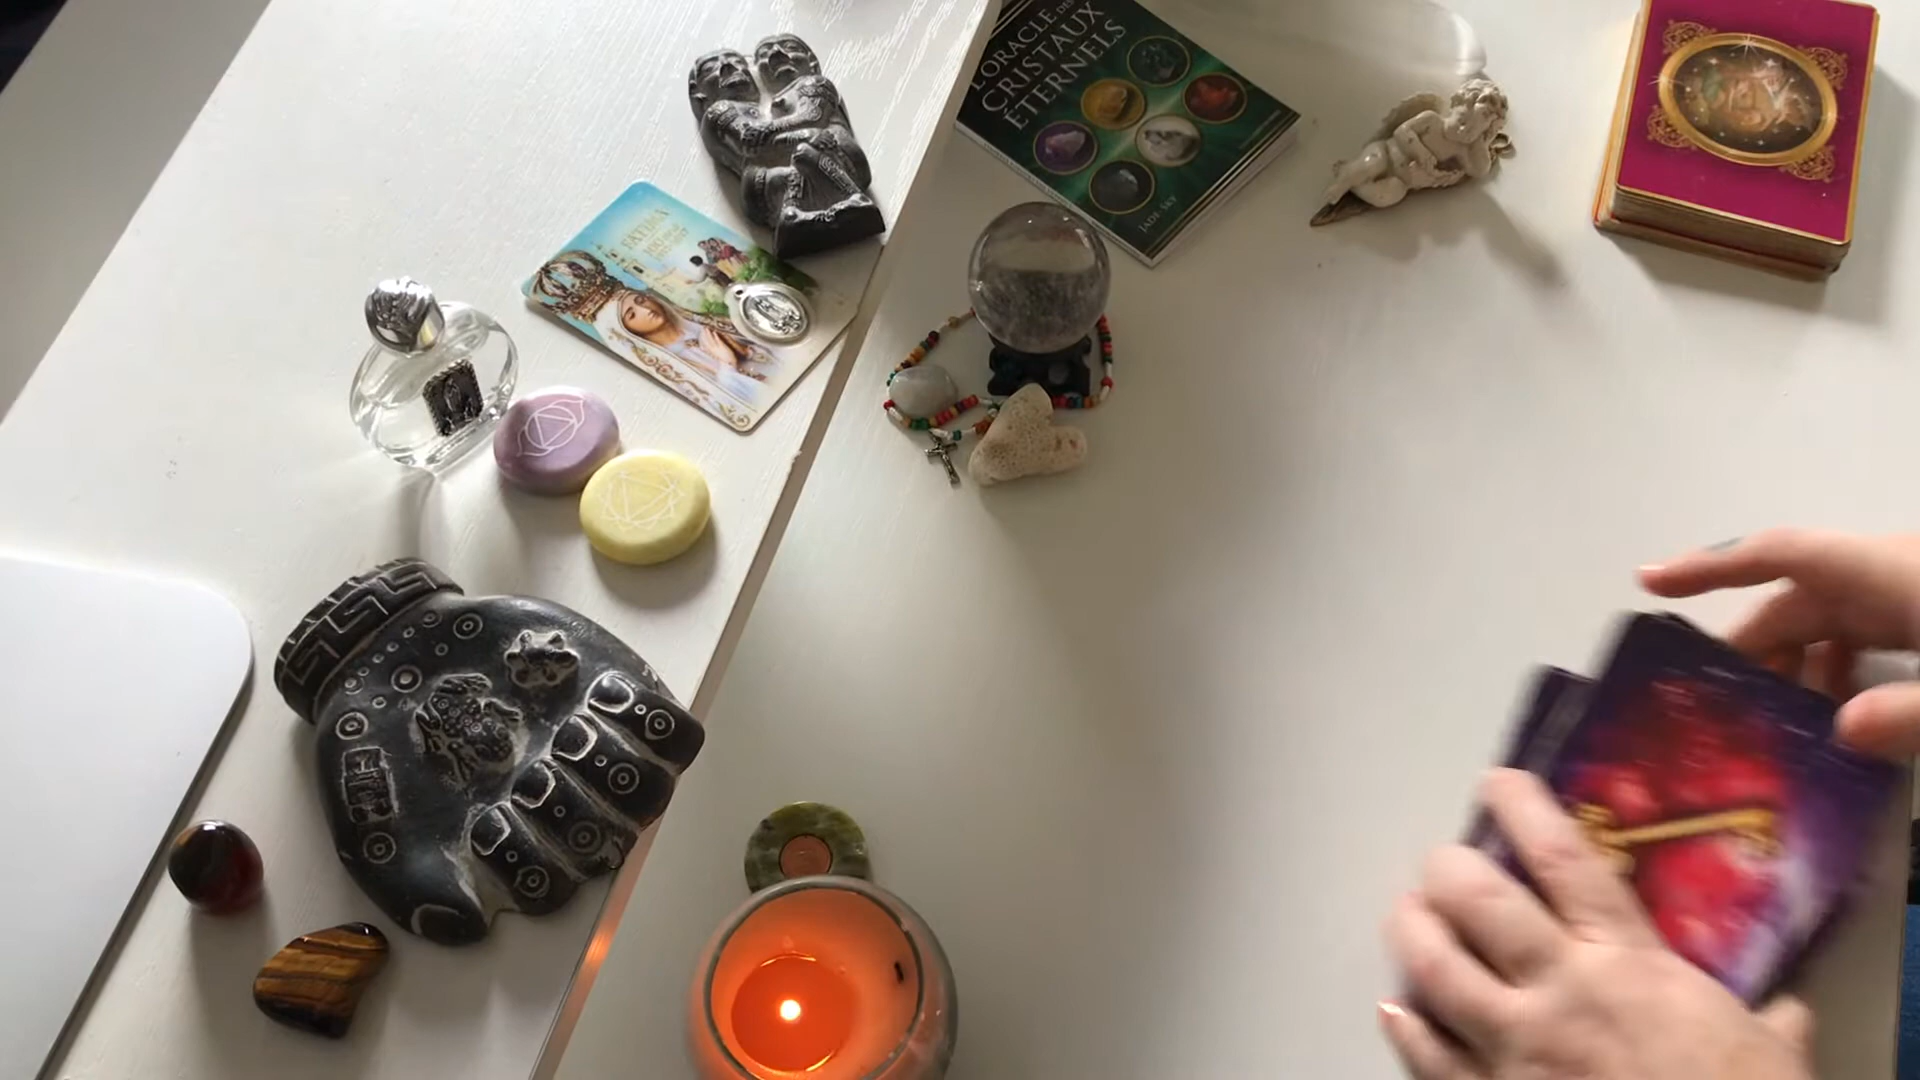 L'ORACLE DES
CRISTAUX
ÉTERNELS
JADE-SKY
FATIMA